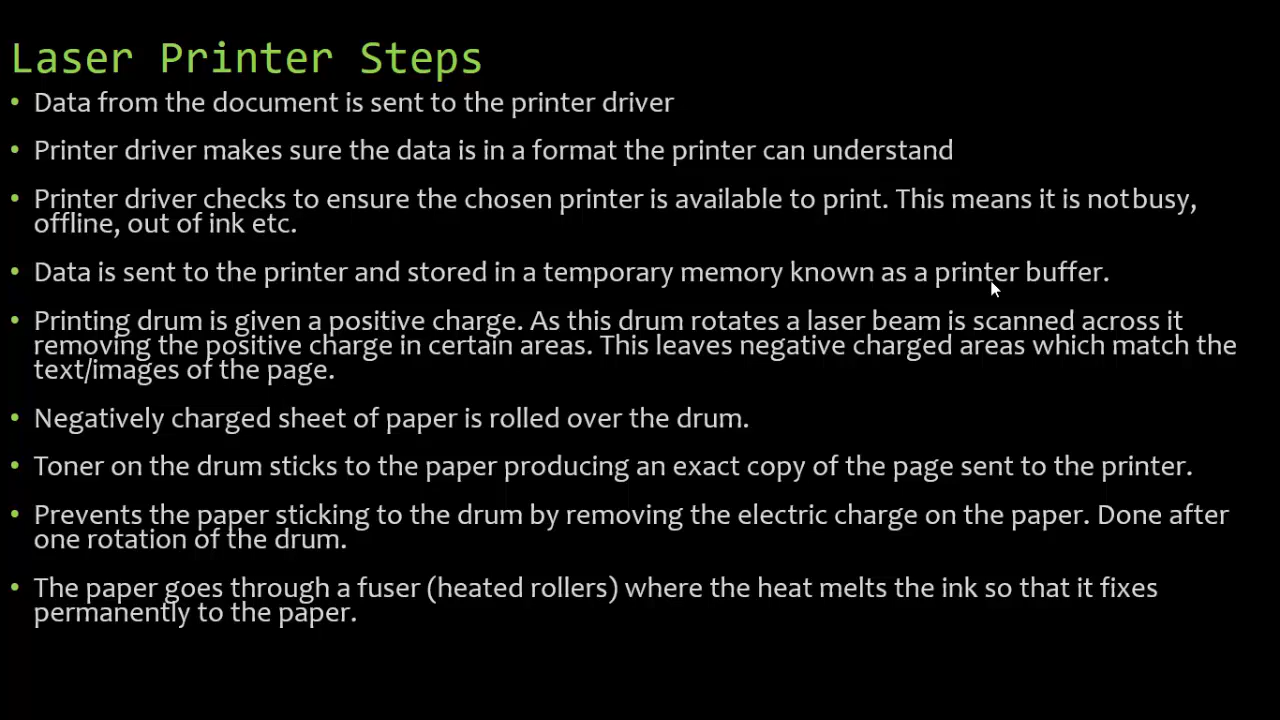 Laser Printer Steps
• Data from the document is sent to the printer driver
• Printer driver makes sure the data is in a format the printer can understand
• Printer driver checks to ensure the chosen printer is available to print. This means it is not busy,
offline, out of ink etc.
• Data is sent to the printer and stored in a temporary memory known as a printer buffer.
• Printing drum is given a positive charge. As this drum rotates a laser beam is scanned across it
removing the positive charge in certain areas. This leaves negative charged areas which match the
text/images of the page.
• Negatively charged sheet of paper is rolled over the drum.
• Toner on the drum sticks to the paper producing an exact copy of the page sent to the printer.
• Prevents the paper sticking to the drum by removing the electric charge on the paper. Done after
one rotation of the drum.
• The paper goes through a fuser (heated rollers) where the heat melts the ink so that it fixes
permanently to the paper.